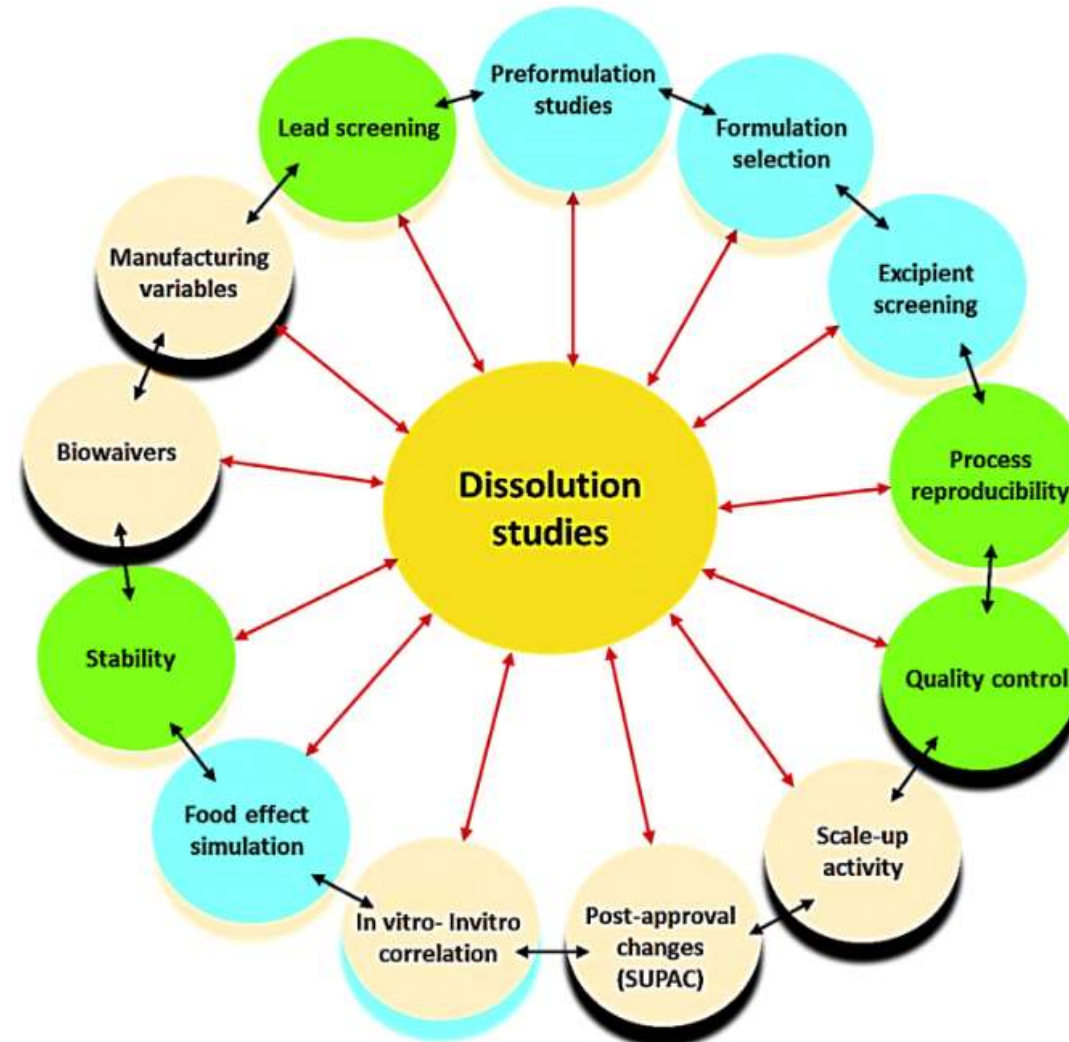 Preformulation
studies
Lead screening
Formulation
selection
Manufacturing
variables
Excipient
screening
Biowaivers
Dissolution
studies
Process
reproducibility
Stability
Quality control
Food effect
simulation
Scale-up
activity
In vitro- Invitro
correlation
Post-approval
changes
(SUPAC)